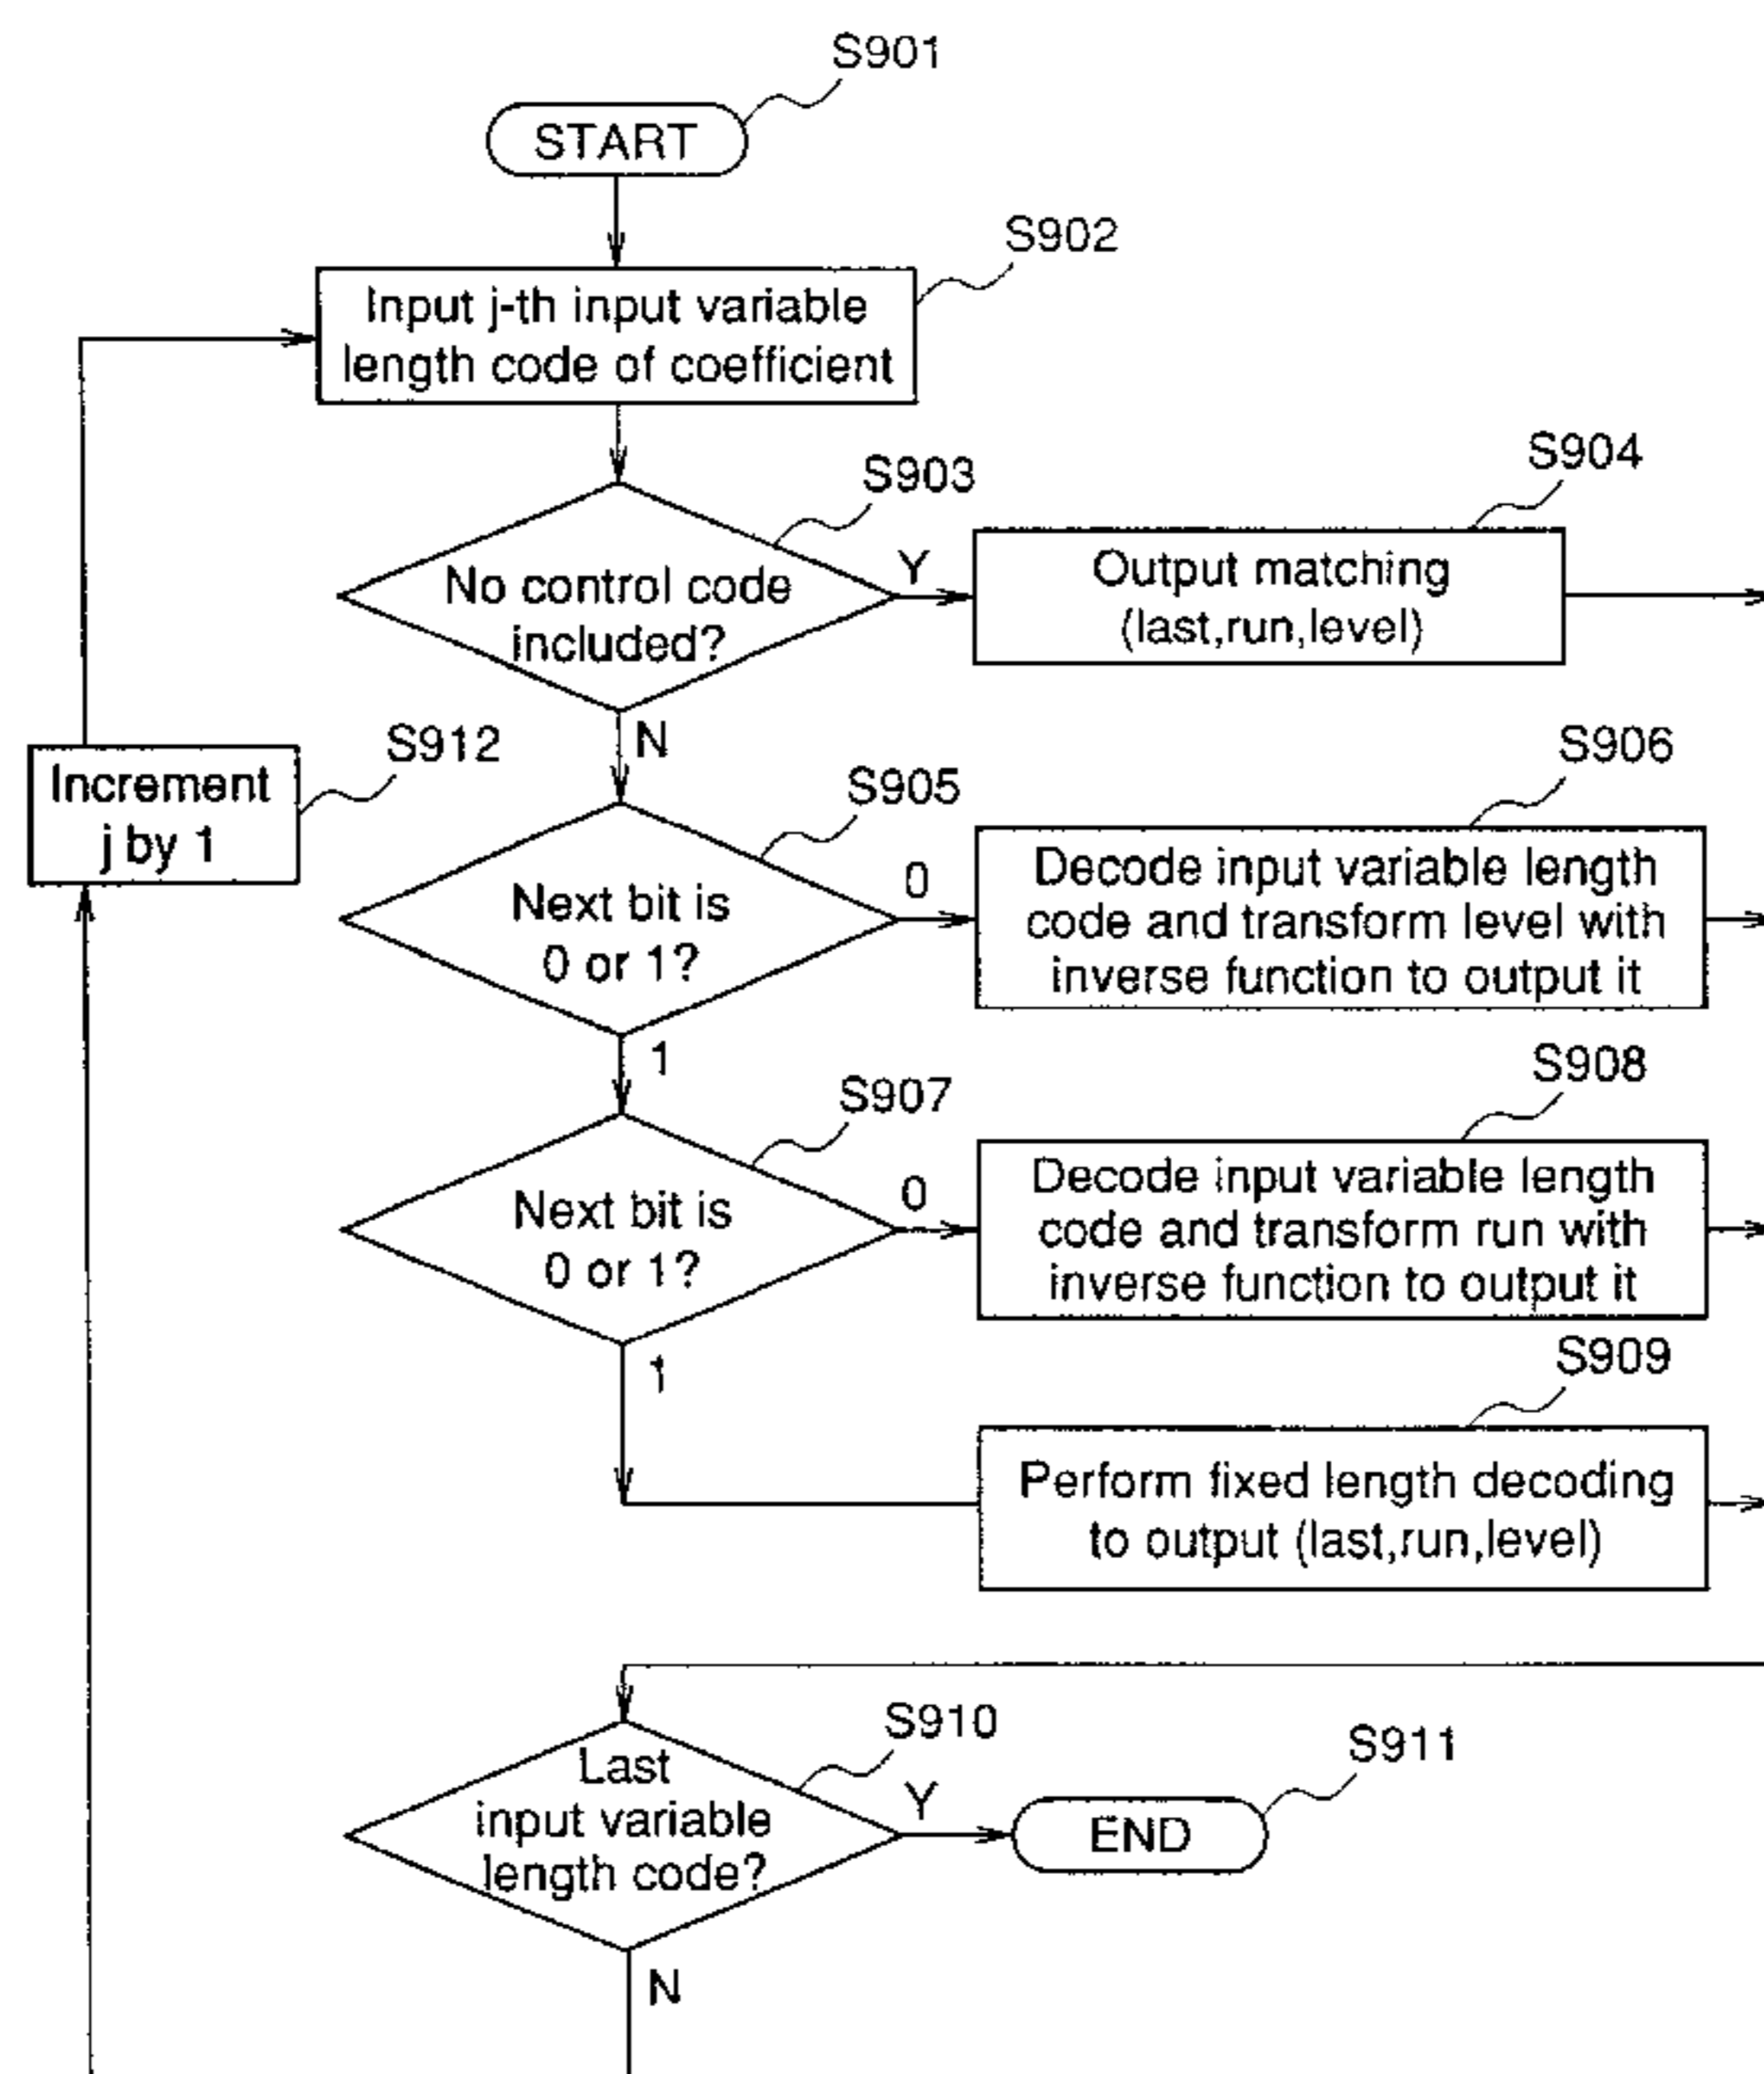 S901
START
S902
Input j-th input variable
length code of coefficient
S903
No control code
included?
Y
S904
Output matching
(last,run,level)
N
S912
Increment
j by 1
S905
Next bit is
0 or 1?
0
S906
Decode input variable length
code and transform level with
inverse function to output it
1
S907
Next bit is
0 or 1?
0
S908
Decode input variable length
code and transform run with
inverse function to output it
1
S909
Perform fixed length decoding
to output (last,run,level)
S910
Last
input variable
length code?
Y
S911
END
N